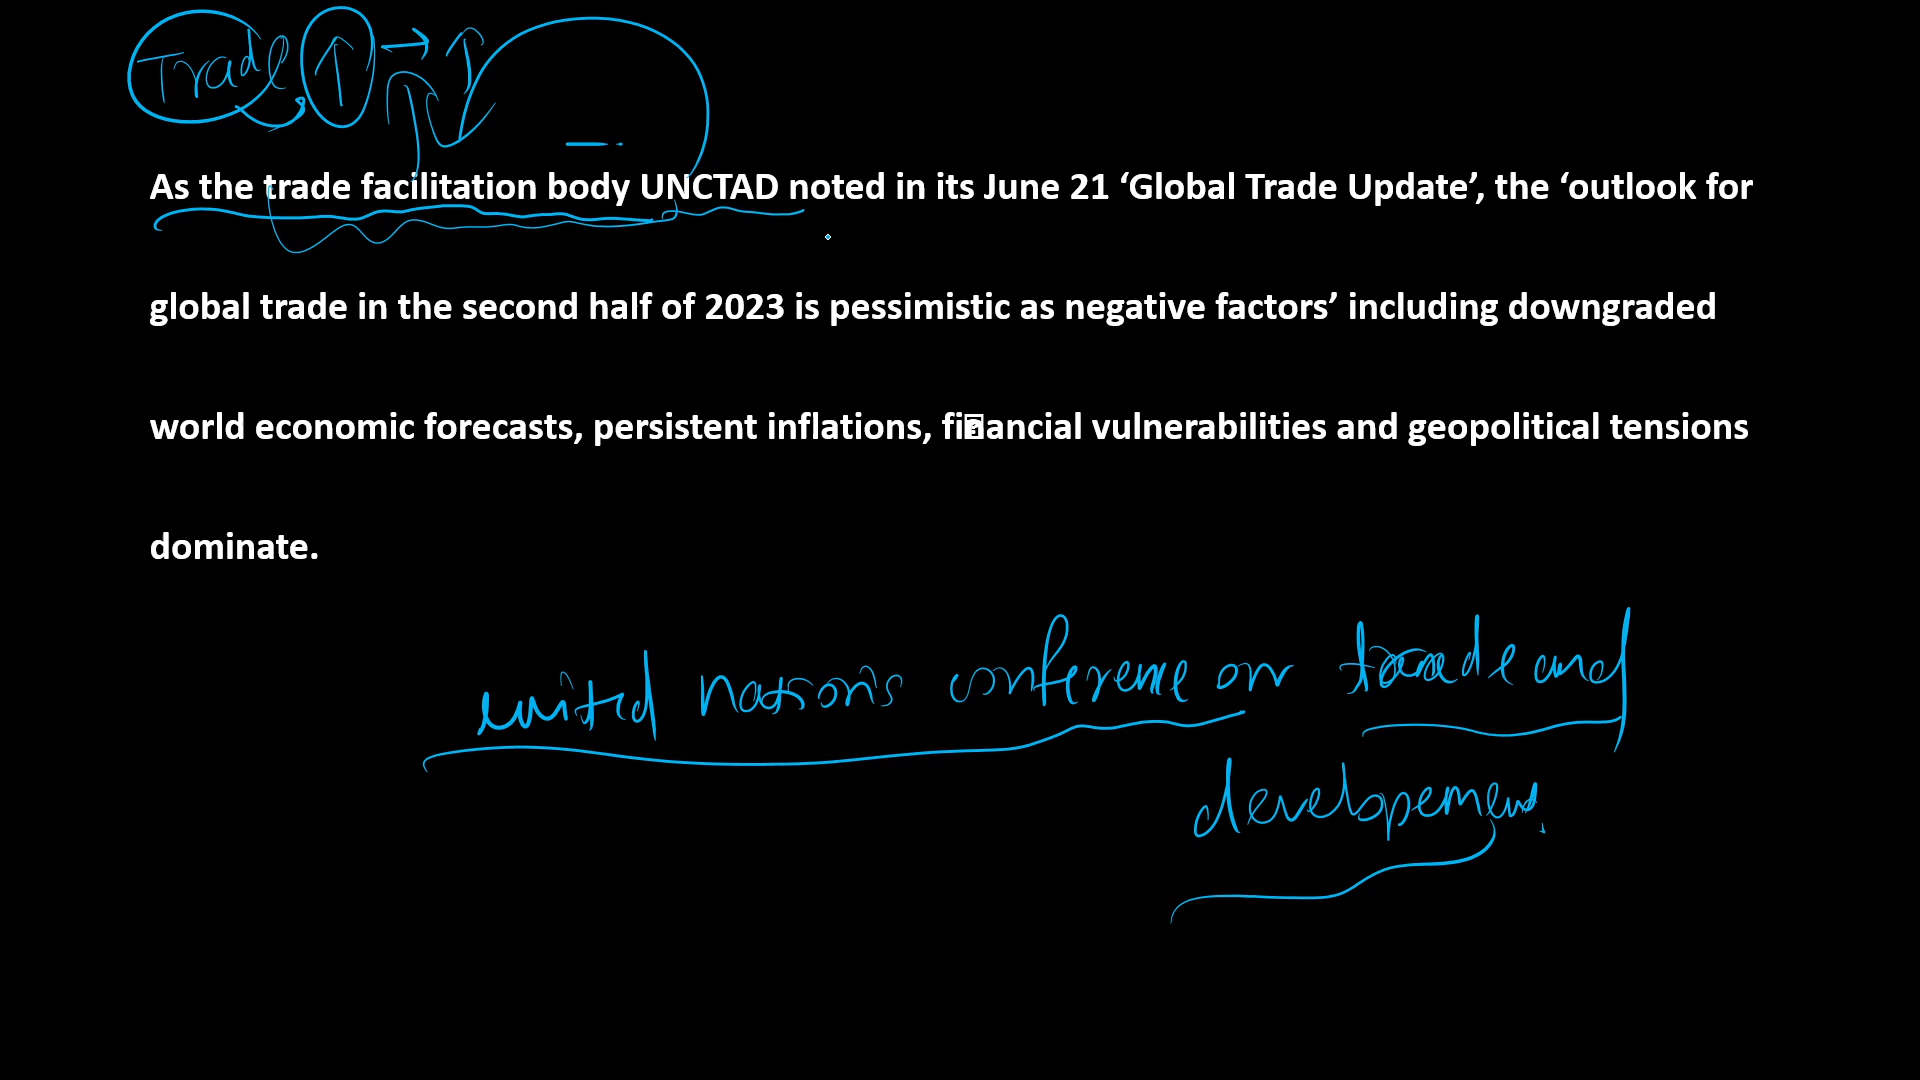 Trade ↑ → ↑
As the trade facilitation body UNCTAD noted in its June 21 ‘Global Trade Update’, the ‘outlook for
global trade in the second half of 2023 is pessimistic as negative factors’ including downgraded
world economic forecasts, persistent inflations, financial vulnerabilities and geopolitical tensions
dominate.
united nations conference on trade and
developement.